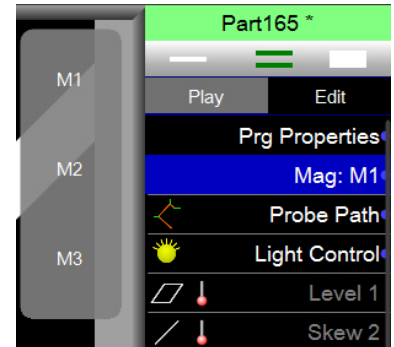 Part165 *
M1
Play Edit
Prg Properties
M2
Mag: M1
Probe Path
M3
Light Control
Level 1
Skew 2